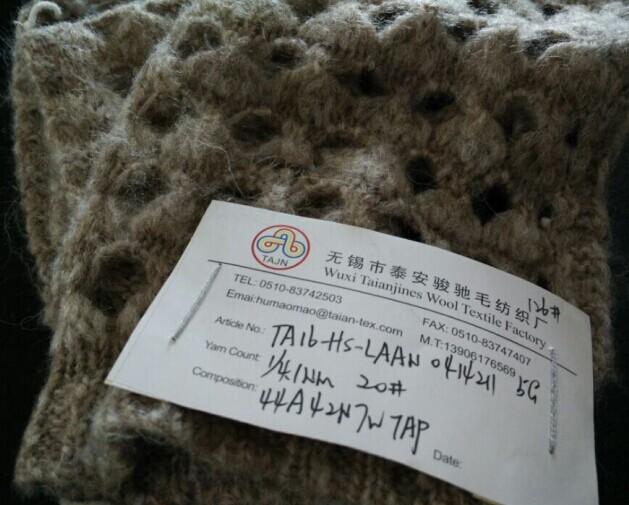 TAJN
无锡市泰安骏驰毛纺织厂
126#
Wuxi Taianjines Wool Textile Factory
TEL: 0510-83742503
FAX: 0510-83747407
Emai:humaomao@taian-tex.com
M.T:13906176569
Article No.: TA16-HS-LAAN 0414211 5G
Yarn Count: 1/4.1NM 20#
Composition: 44A42N7W7AP
Date: